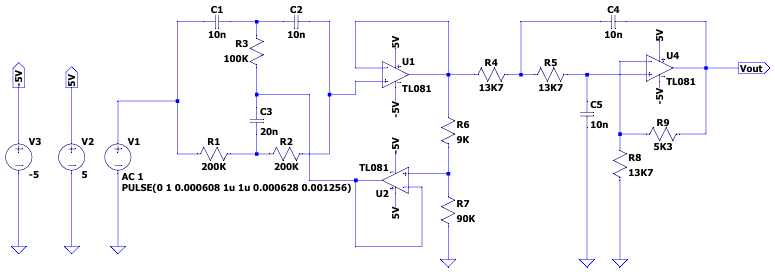 C1
10n
C2
10n
R3
100K
C3
20n
R1
200K
R2
200K
-5V
V3
-5
5V
V2
5
V1
AC 1
PULSE(0 1 0.000608 1u 1u 0.000628 0.001256)
5V
U1
TL081
-5V
R6
9K
TL081
-5V
U2
5V
R7
90K
R4
13K7
R5
13K7
C4
10n
C5
10n
5V
U4
TL081
-5V
R9
5K3
R8
13K7
Vout